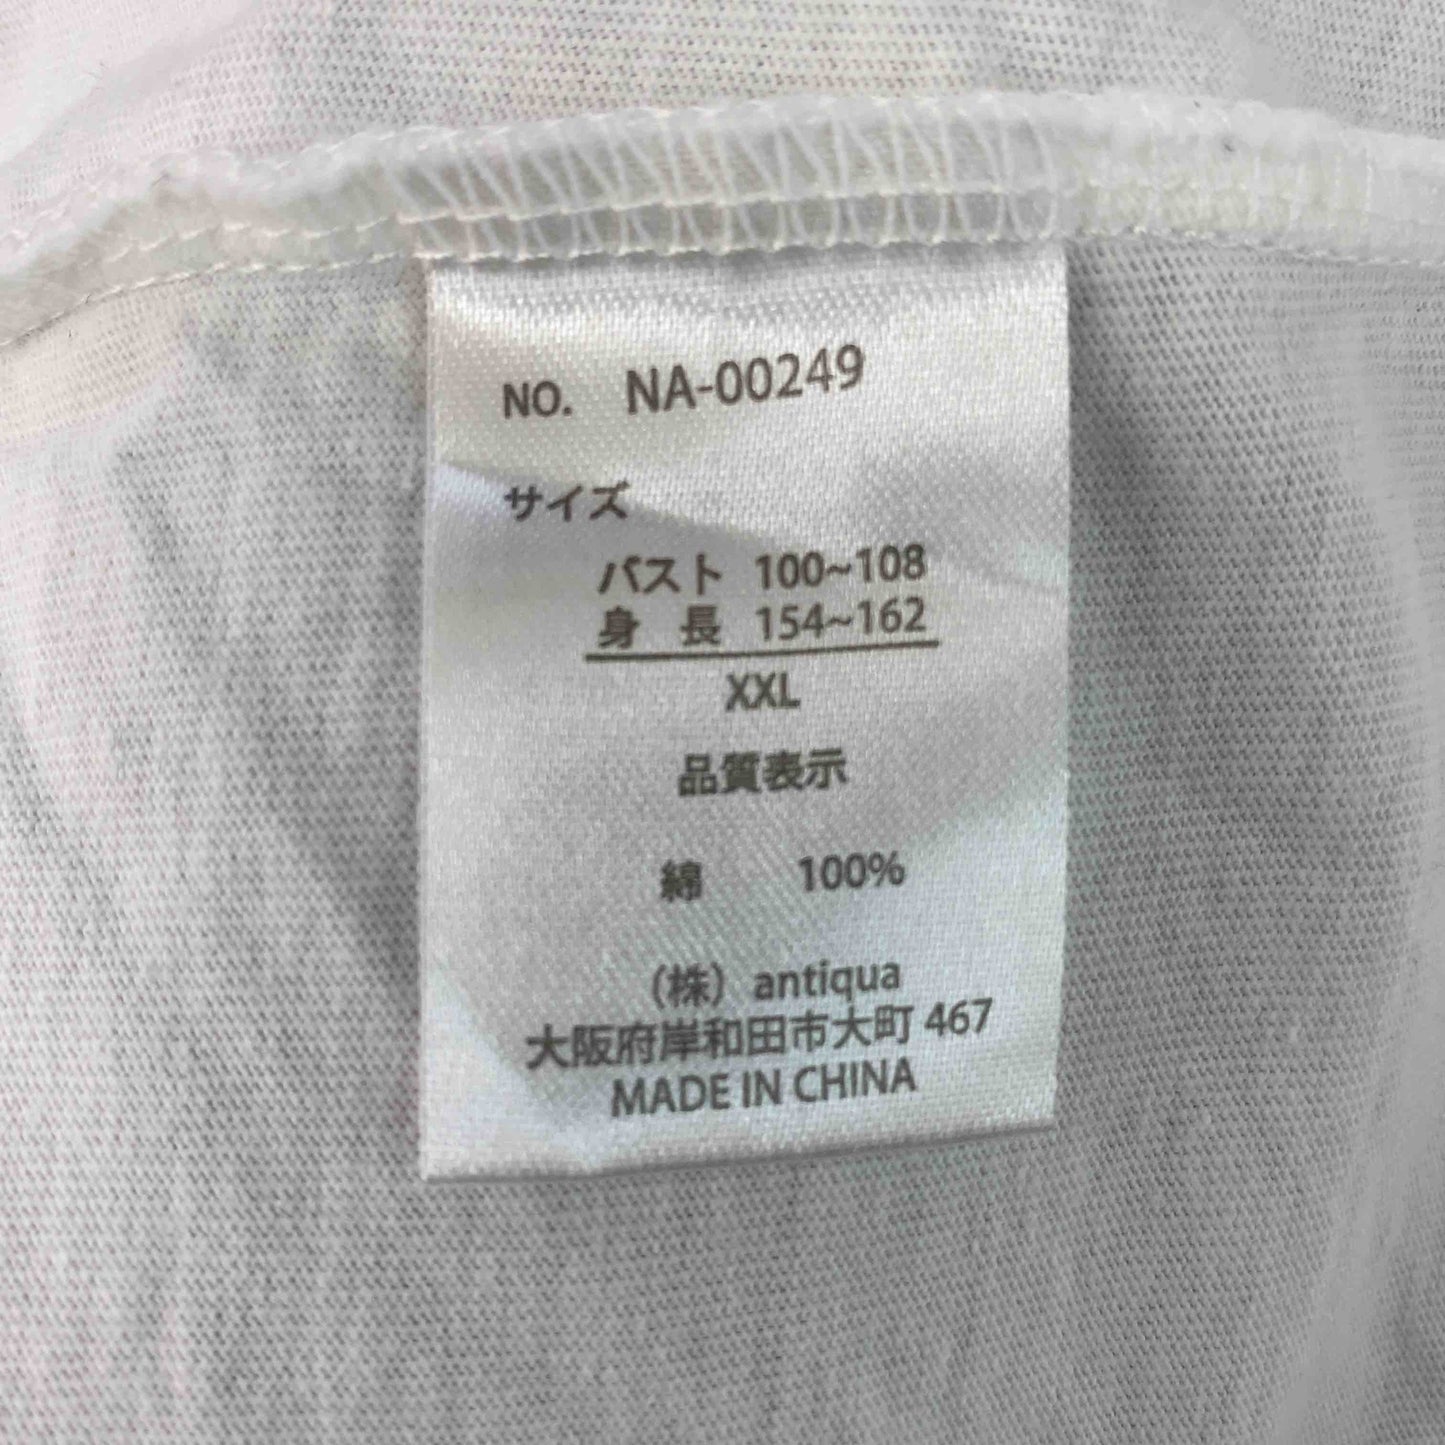 NO. NA-00249
サイズ
バスト 100~108
身 長 154~162
XXL
品質表示
綿 100%
（株）antiqua
大阪府岸和田市大町 467
MADE IN CHINA